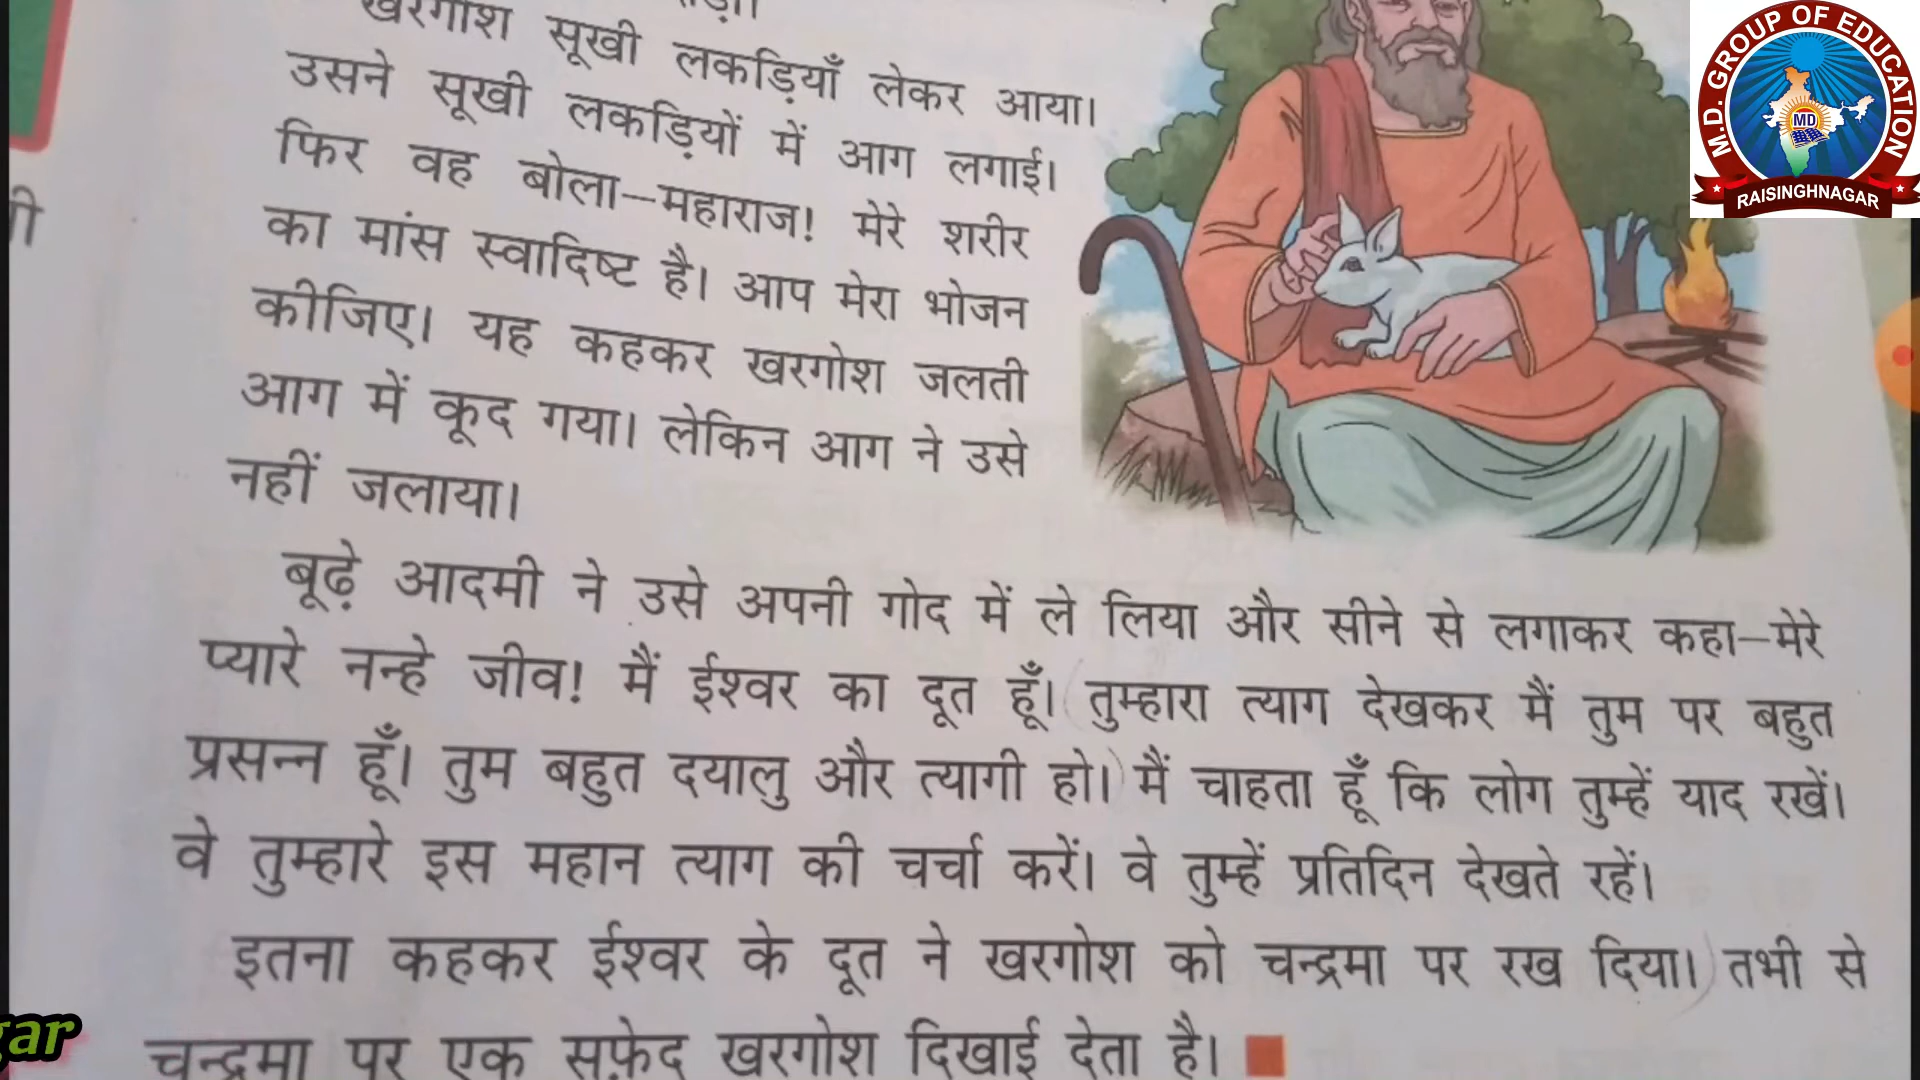 खरगोश सूखी लकड़ियाँ लेकर आया।
उसने सूखी लकड़ियों में आग लगाई।
फिर वह बोला—महाराज! मेरे शरीर
का मांस स्वादिष्ट है। आप मेरा भोजन
कीजिए। यह कहकर खरगोश जलती
आग में कूद गया। लेकिन आग ने उसे
नहीं जलाया।
बूढ़े आदमी ने उसे अपनी गोद में ले लिया और सीने से लगाकर कहा—मेरे
प्यारे नन्हे जीव! मैं ईश्वर का दूत हूँ। तुम्हारा त्याग देखकर मैं तुम पर बहुत
प्रसन्न हूँ। तुम बहुत दयालु और त्यागी हो। मैं चाहता हूँ कि लोग तुम्हें याद रखें।
वे तुम्हारे इस महान त्याग की चर्चा करें। वे तुम्हें प्रतिदिन देखते रहें।
इतना कहकर ईश्वर के दूत ने खरगोश को चन्द्रमा पर रख दिया। तभी से
चन्द्रमा पर एक सफ़ेद खरगोश दिखाई देता है।
M.D. GROUP OF EDUCATION
MD
RAISINGHNAGAR
gar